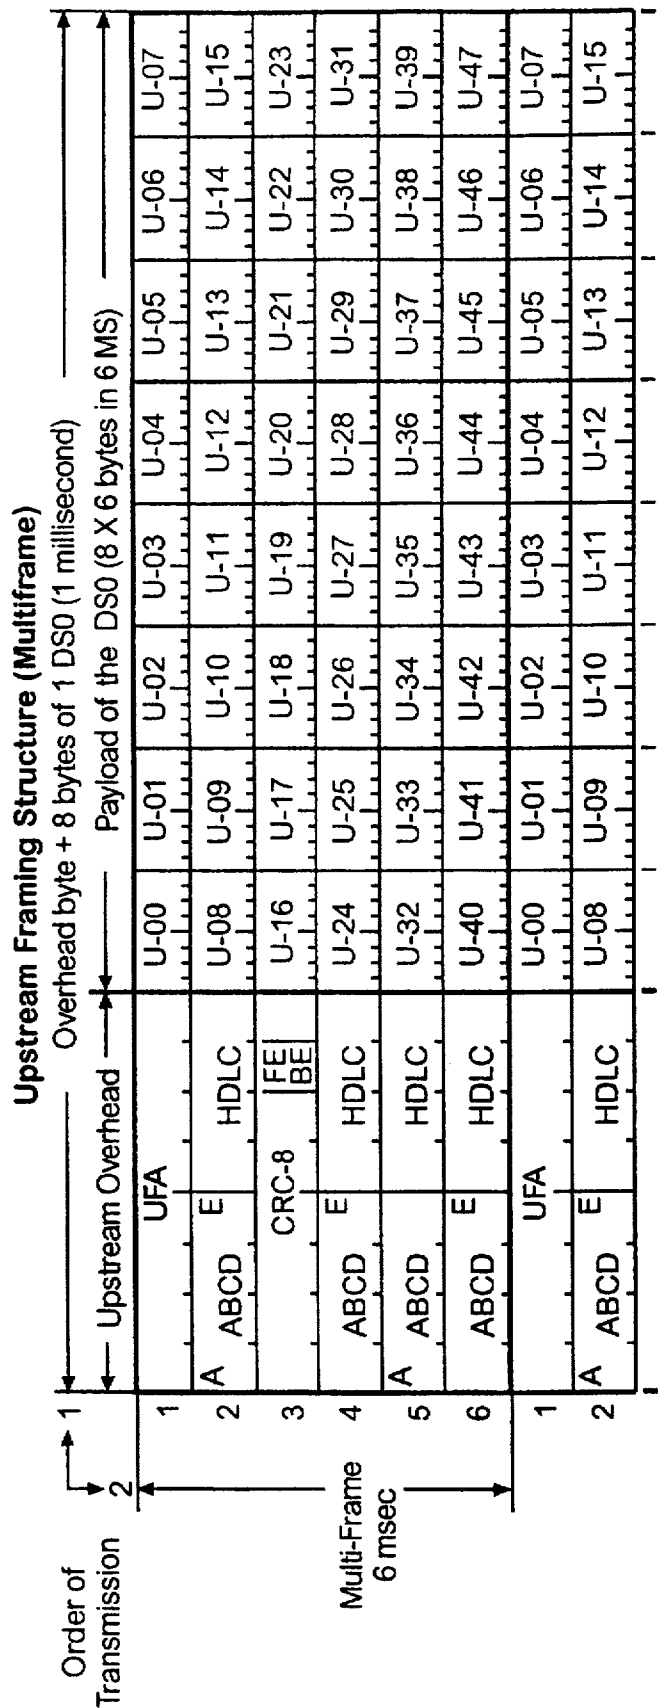 Upstream Framing Structure (Multiframe)
Overhead byte + 8 bytes of 1 DS0 (1 millisecond)
Upstream Overhead
Payload of the DS0 (8 X 6 bytes in 6 MS)
Order of
Transmission
1
2
1 UFA U-00 U-01 U-02 U-03 U-04 U-05 U-06 U-07
2 A ABCD E HDLC U-08 U-09 U-10 U-11 U-12 U-13 U-14 U-15
3 CRC-8 FE BE U-16 U-17 U-18 U-19 U-20 U-21 U-22 U-23
4 ABCD E HDLC U-24 U-25 U-26 U-27 U-28 U-29 U-30 U-31
5 A ABCD HDLC U-32 U-33 U-34 U-35 U-36 U-37 U-38 U-39
6 ABCD E HDLC U-40 U-41 U-42 U-43 U-44 U-45 U-46 U-47
1 UFA U-00 U-01 U-02 U-03 U-04 U-05 U-06 U-07
2 A ABCD E HDLC U-08 U-09 U-10 U-11 U-12 U-13 U-14 U-15
Multi-Frame
6 msec